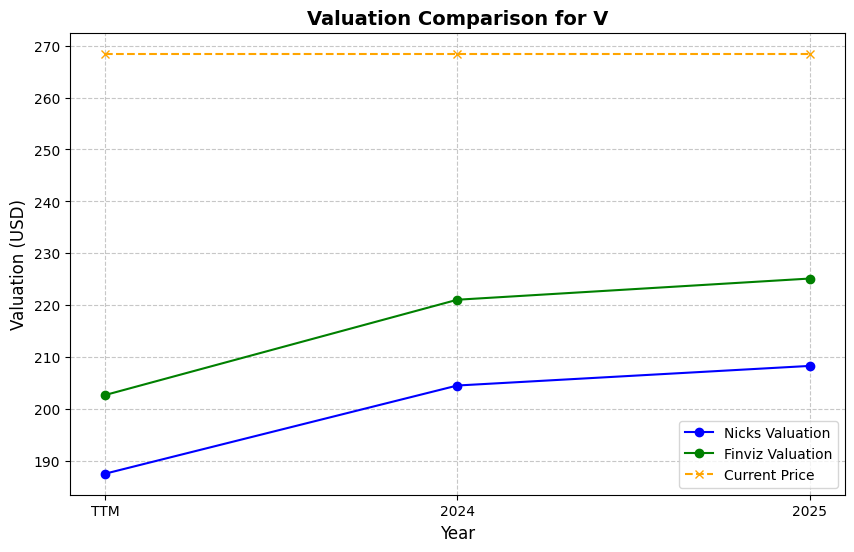 Valuation Comparison for V
Valuation (USD)
270
260
250
240
230
220
210
200
190
TTM
2024
2025
Year
Nicks Valuation
Finviz Valuation
Current Price